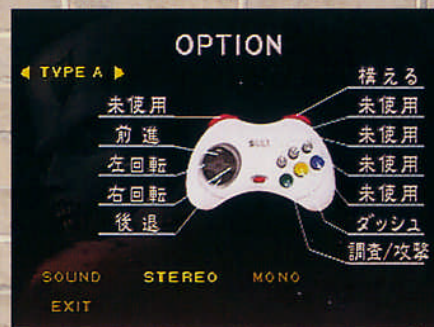 OPTION
TYPE A
未使用
前進
左回転
右回転
後退
構える
未使用
未使用
未使用
未使用
ダッシュ
調査/攻撃
SOUND STEREO MONO
EXIT